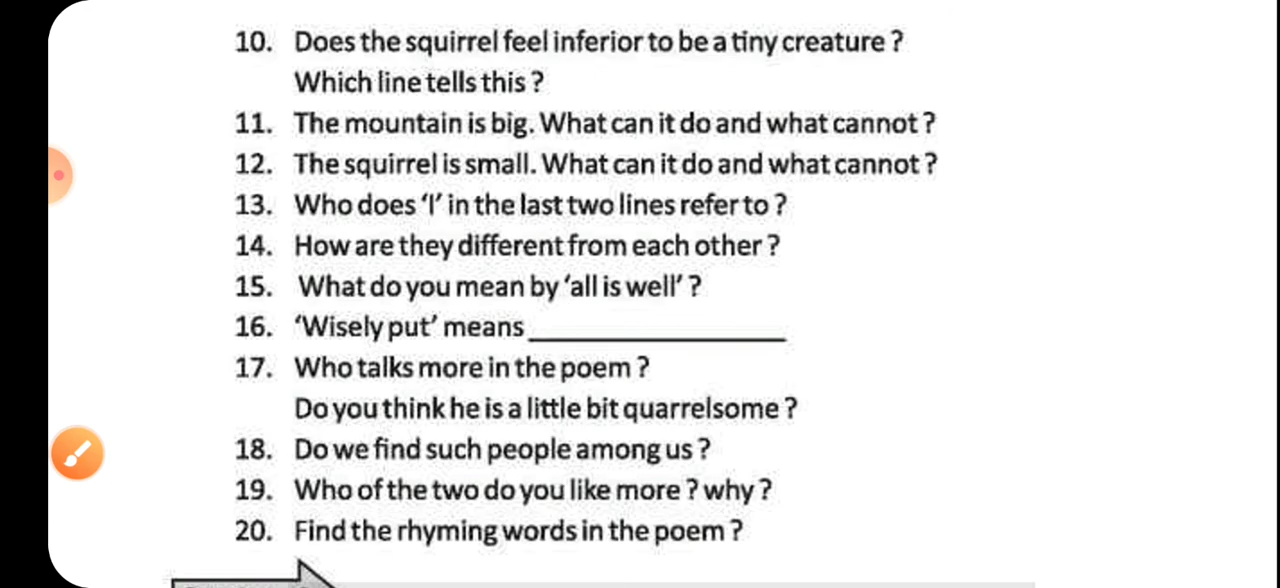 10. Does the squirrel feel inferior to be a tiny creature ?
Which line tells this ?
11. The mountain is big. What can it do and what cannot ?
12. The squirrel is small. What can it do and what cannot ?
13. Who does ‘I’ in the last two lines refer to ?
14. How are they different from each other ?
15. What do you mean by ‘all is well’ ?
16. ‘Wisely put’ means ____________________
17. Who talks more in the poem ?
Do you think he is a little bit quarrelsome ?
18. Do we find such people among us ?
19. Who of the two do you like more ? why ?
20. Find the rhyming words in the poem ?